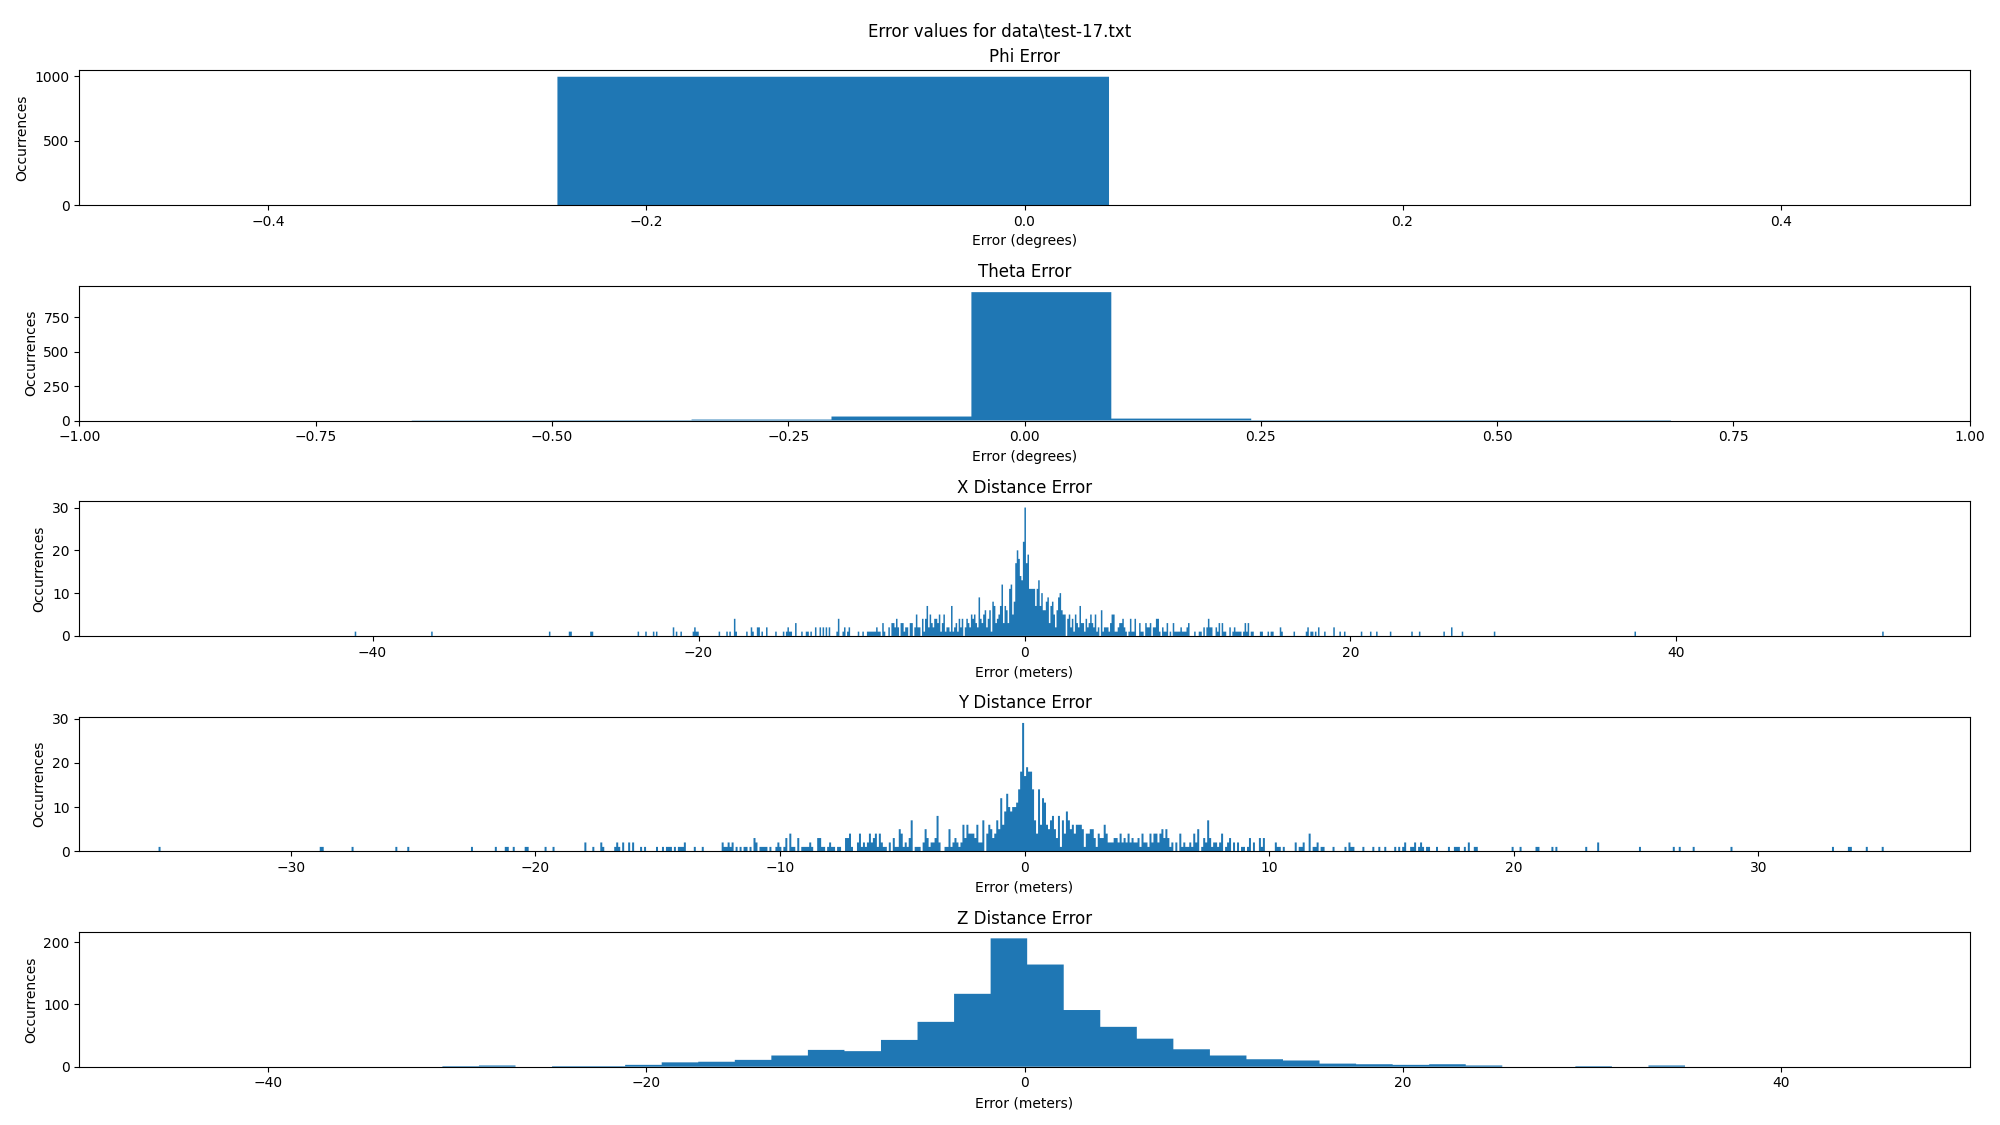 Error values for data\test-17.txt
Phi Error
Occurrences
1000
500
0
−0.4 −0.2 0.0 0.2 0.4
Error (degrees)
Theta Error
Occurrences
750
500
250
0
−1.00 −0.75 −0.50 −0.25 0.00 0.25 0.50 0.75 1.00
Error (degrees)
X Distance Error
Occurrences
30
20
10
0
−40 −20 0 20 40
Error (meters)
Y Distance Error
Occurrences
30
20
10
0
−30 −20 −10 0 10 20 30
Error (meters)
Z Distance Error
Occurrences
200
100
0
−40 −20 0 20 40
Error (meters)